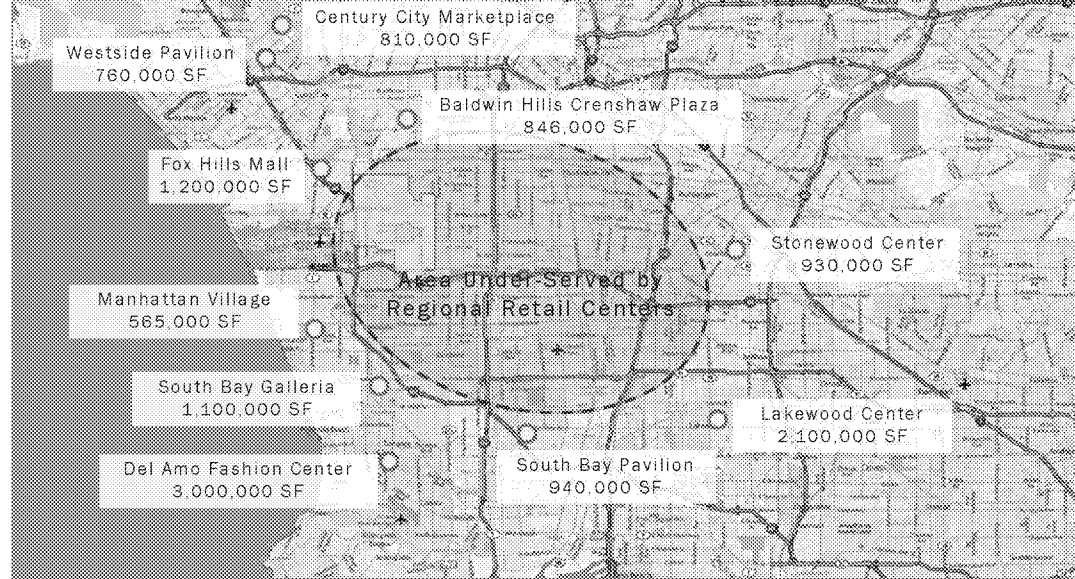 Century City Marketplace
810,000 SF
Westside Pavilion
760,000 SF
Baldwin Hills Crenshaw Plaza
846,000 SF
Fox Hills Mall
1,200,000 SF
Stonewood Center
930,000 SF
Area Under-Served by
Regional Retail Centers
Manhattan Village
565,000 SF
South Bay Galleria
1,100,000 SF
Lakewood Center
2,100,000 SF
Del Amo Fashion Center
3,000,000 SF
South Bay Pavilion
940,000 SF